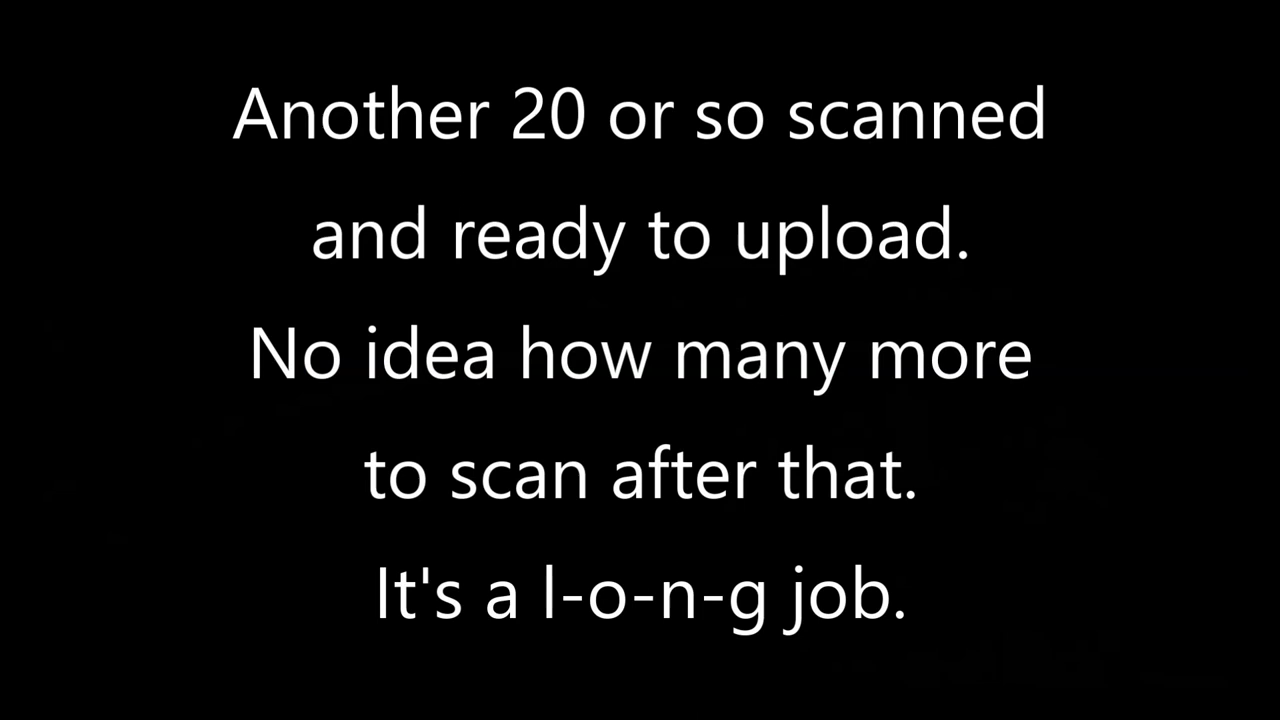 Another 20 or so scanned
and ready to upload.
No idea how many more
to scan after that.
It's a l-o-n-g job.